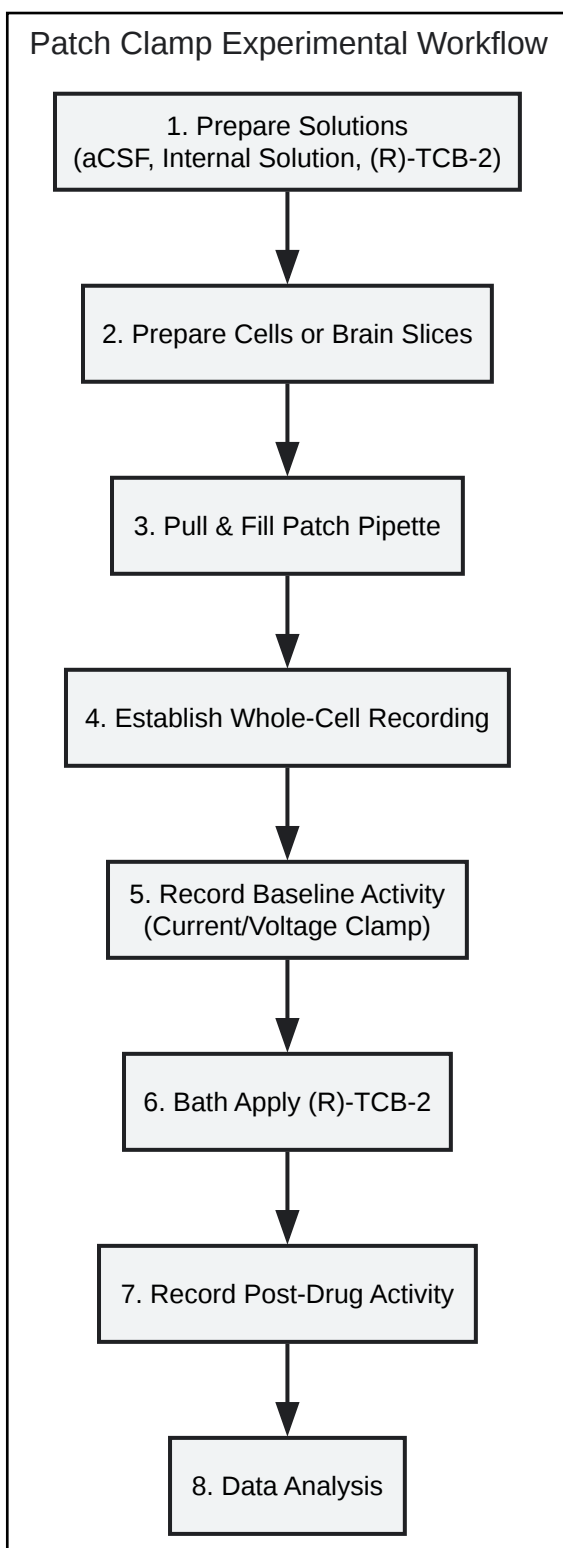 Patch Clamp Experimental Workflow
1. Prepare Solutions
(aCSF, Internal Solution, (R)-TCB-2)
2. Prepare Cells or Brain Slices
3. Pull & Fill Patch Pipette
4. Establish Whole-Cell Recording
5. Record Baseline Activity
(Current/Voltage Clamp)
6. Bath Apply (R)-TCB-2
7. Record Post-Drug Activity
8. Data Analysis